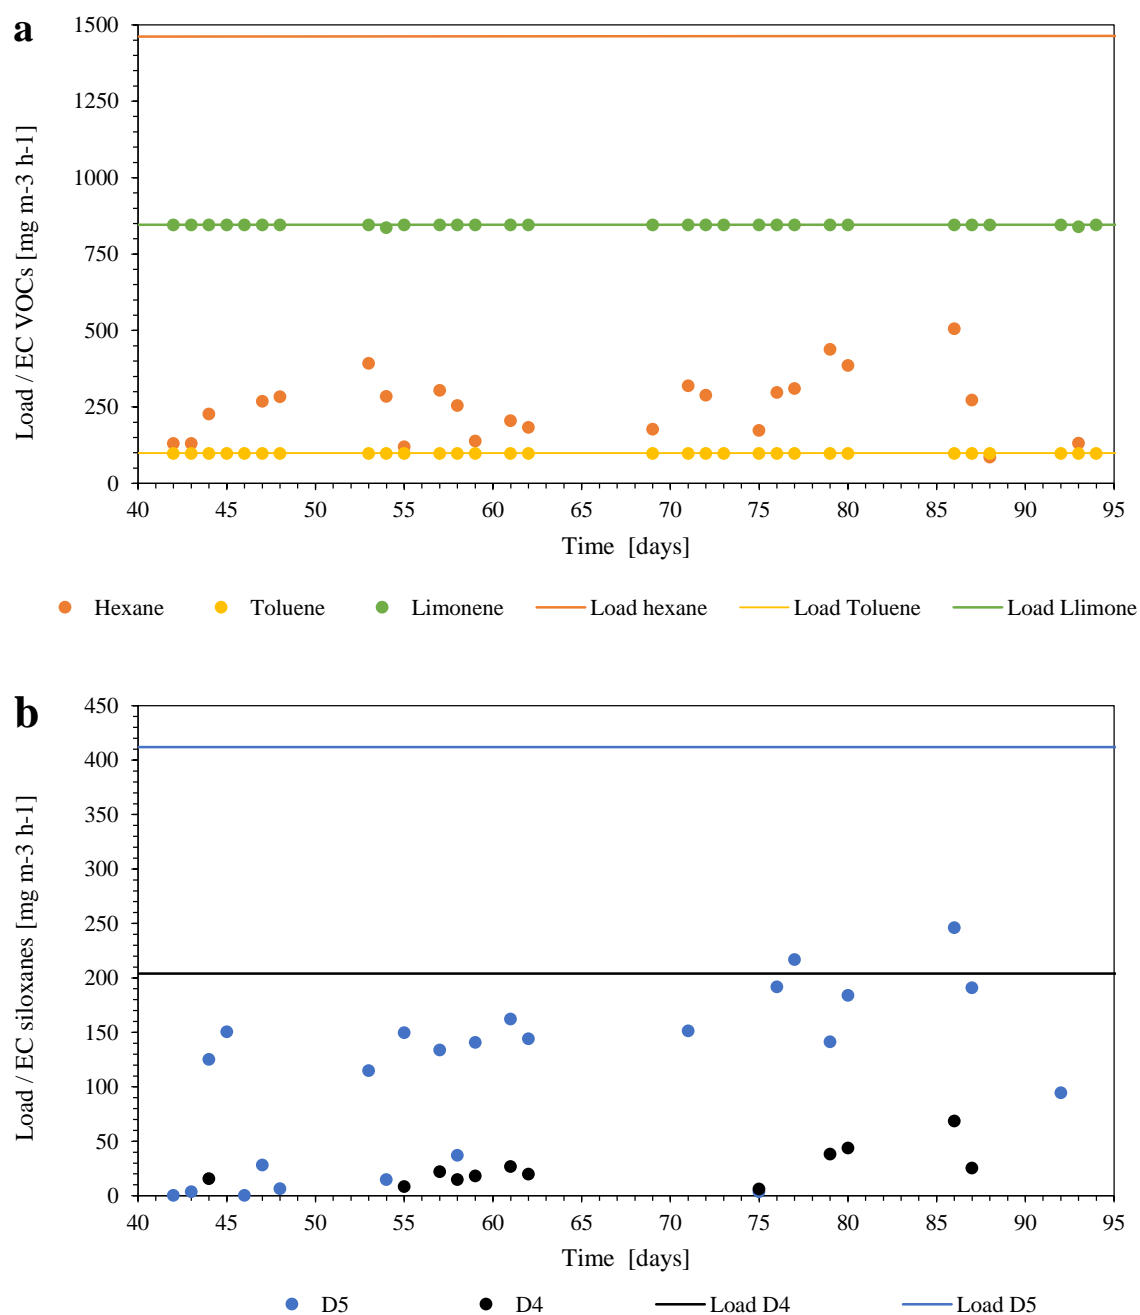 a
1500
1250
1000
750
500
250
0
Load / EC VOCs [mg m-3 h-1]
40 45 50 55 60 65 70 75 80 85 90 95
Time [days]
Hexane Toluene Limonene Load hexane Load Toluene Load Llimone
b
450
400
350
300
250
200
150
100
50
0
Load / EC siloxanes [mg m-3 h-1]
40 45 50 55 60 65 70 75 80 85 90 95
Time [days]
D5 D4 Load D4 Load D5